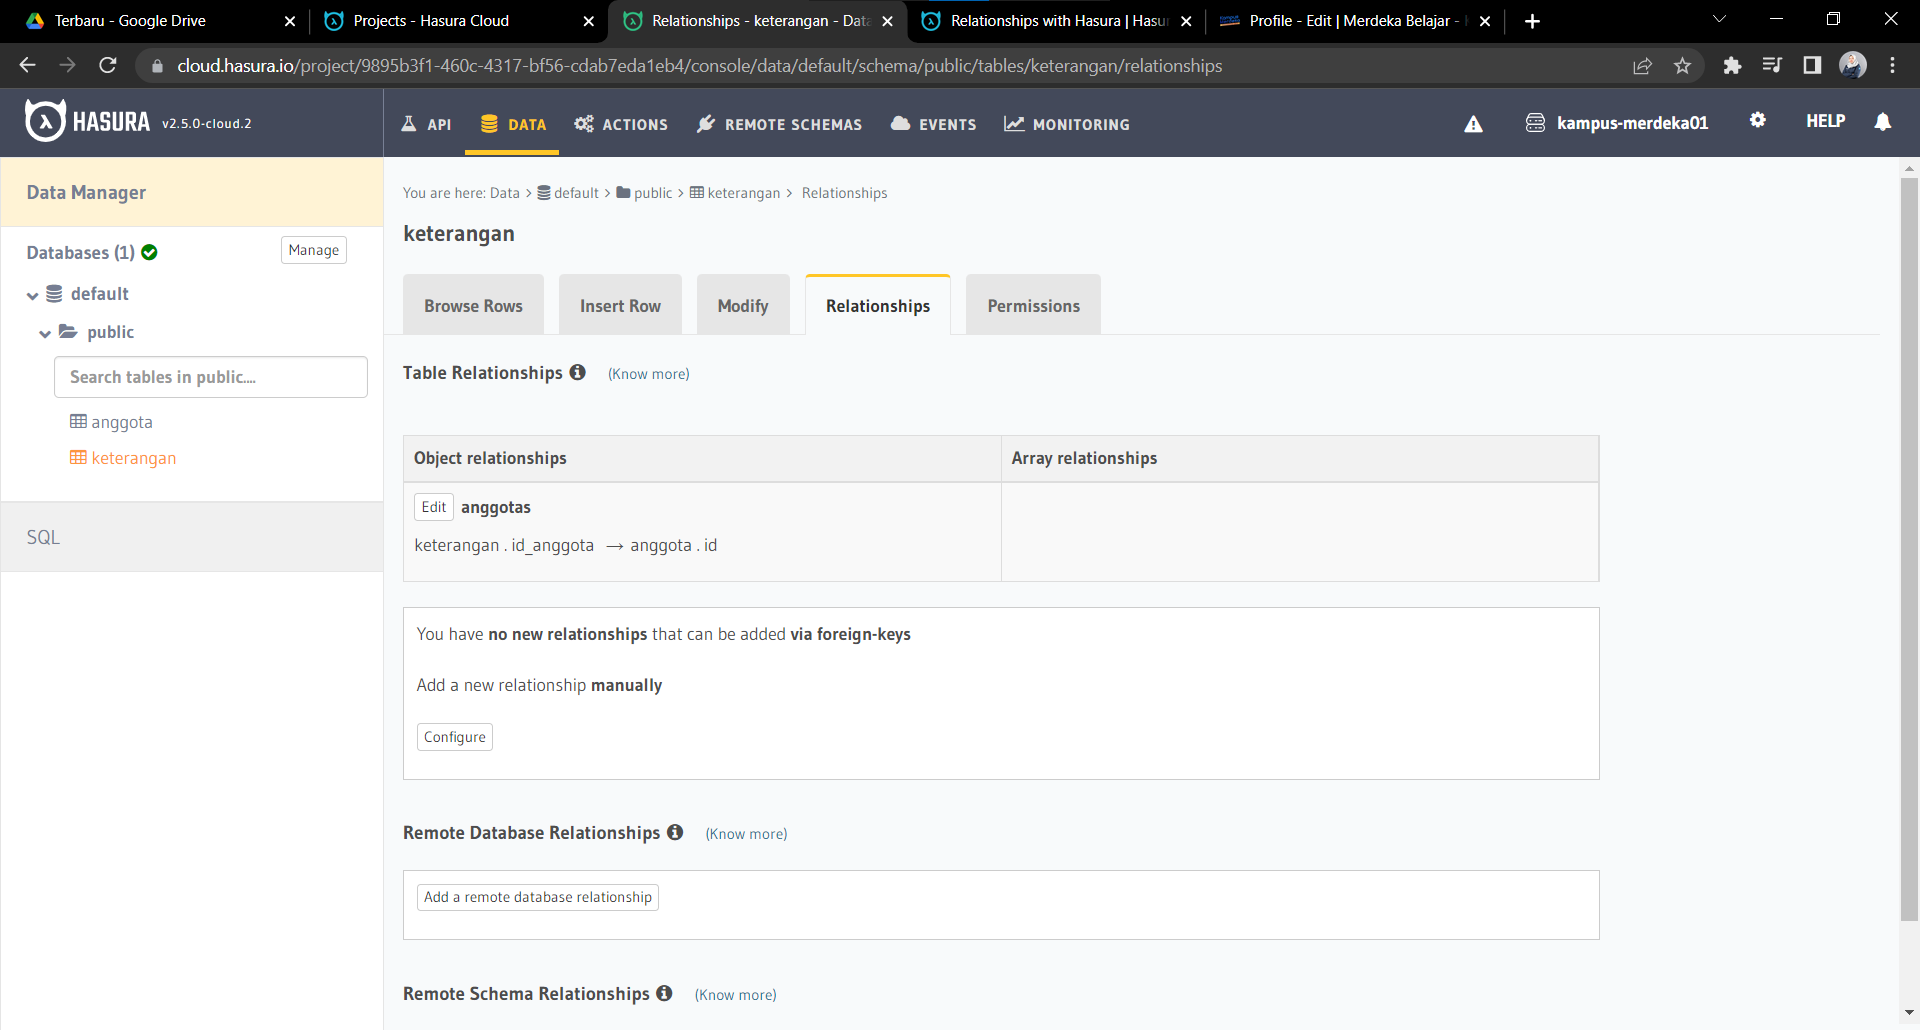 Terbaru - Google Drive
Projects - Hasura Cloud
Relationships - keterangan - Data
Relationships with Hasura | Hasur
Profile - Edit | Merdeka Belajar -
cloud.hasura.io/project/9895b3f1-460c-4317-bf56-cdab7eda1eb4/console/data/default/schema/public/tables/keterangan/relationships
HASURA v2.5.0-cloud.2
API
DATA
ACTIONS
REMOTE SCHEMAS
EVENTS
MONITORING
kampus-merdeka01
HELP
Data Manager
Databases (1)
Manage
default
public
Search tables in public....
anggota
keterangan
SQL
You are here: Data > default > public > keterangan > Relationships
keterangan
Browse Rows
Insert Row
Modify
Relationships
Permissions
Table Relationships (Know more)
Object relationships
Array relationships
Edit anggotas
keterangan . id_anggota → anggota . id
You have no new relationships that can be added via foreign-keys
Add a new relationship manually
Configure
Remote Database Relationships (Know more)
Add a remote database relationship
Remote Schema Relationships (Know more)